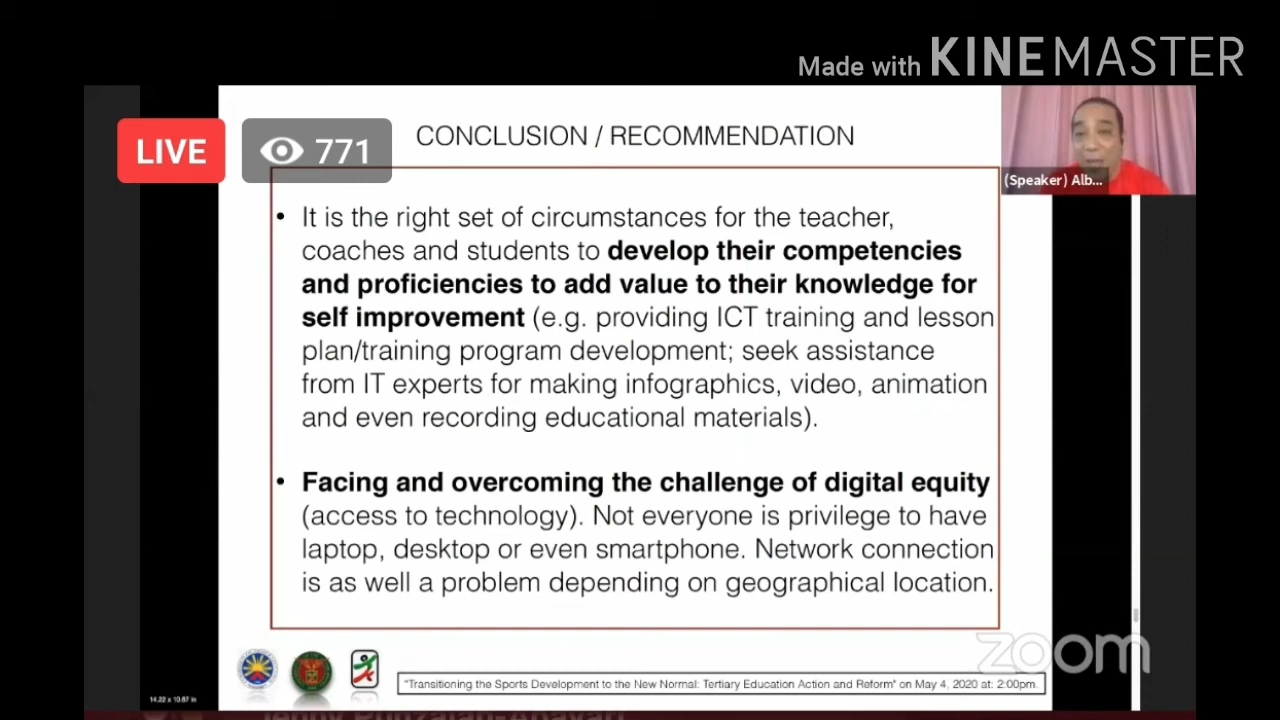 Made with KINEMASTER
LIVE
771
CONCLUSION / RECOMMENDATION
(Speaker) Alb...
• It is the right set of circumstances for the teacher,
coaches and students to develop their competencies
and proficiencies to add value to their knowledge for
self improvement (e.g. providing ICT training and lesson
plan/training program development; seek assistance
from IT experts for making infographics, video, animation
and even recording educational materials).
• Facing and overcoming the challenge of digital equity
(access to technology). Not everyone is privilege to have
laptop, desktop or even smartphone. Network connection
is as well a problem depending on geographical location.
zoom
"Transitioning the Sports Development to the New Normal: Tertiary Education Action and Reform" on May 4, 2020 at: 2:00pm.
14.22 x 10.67 in